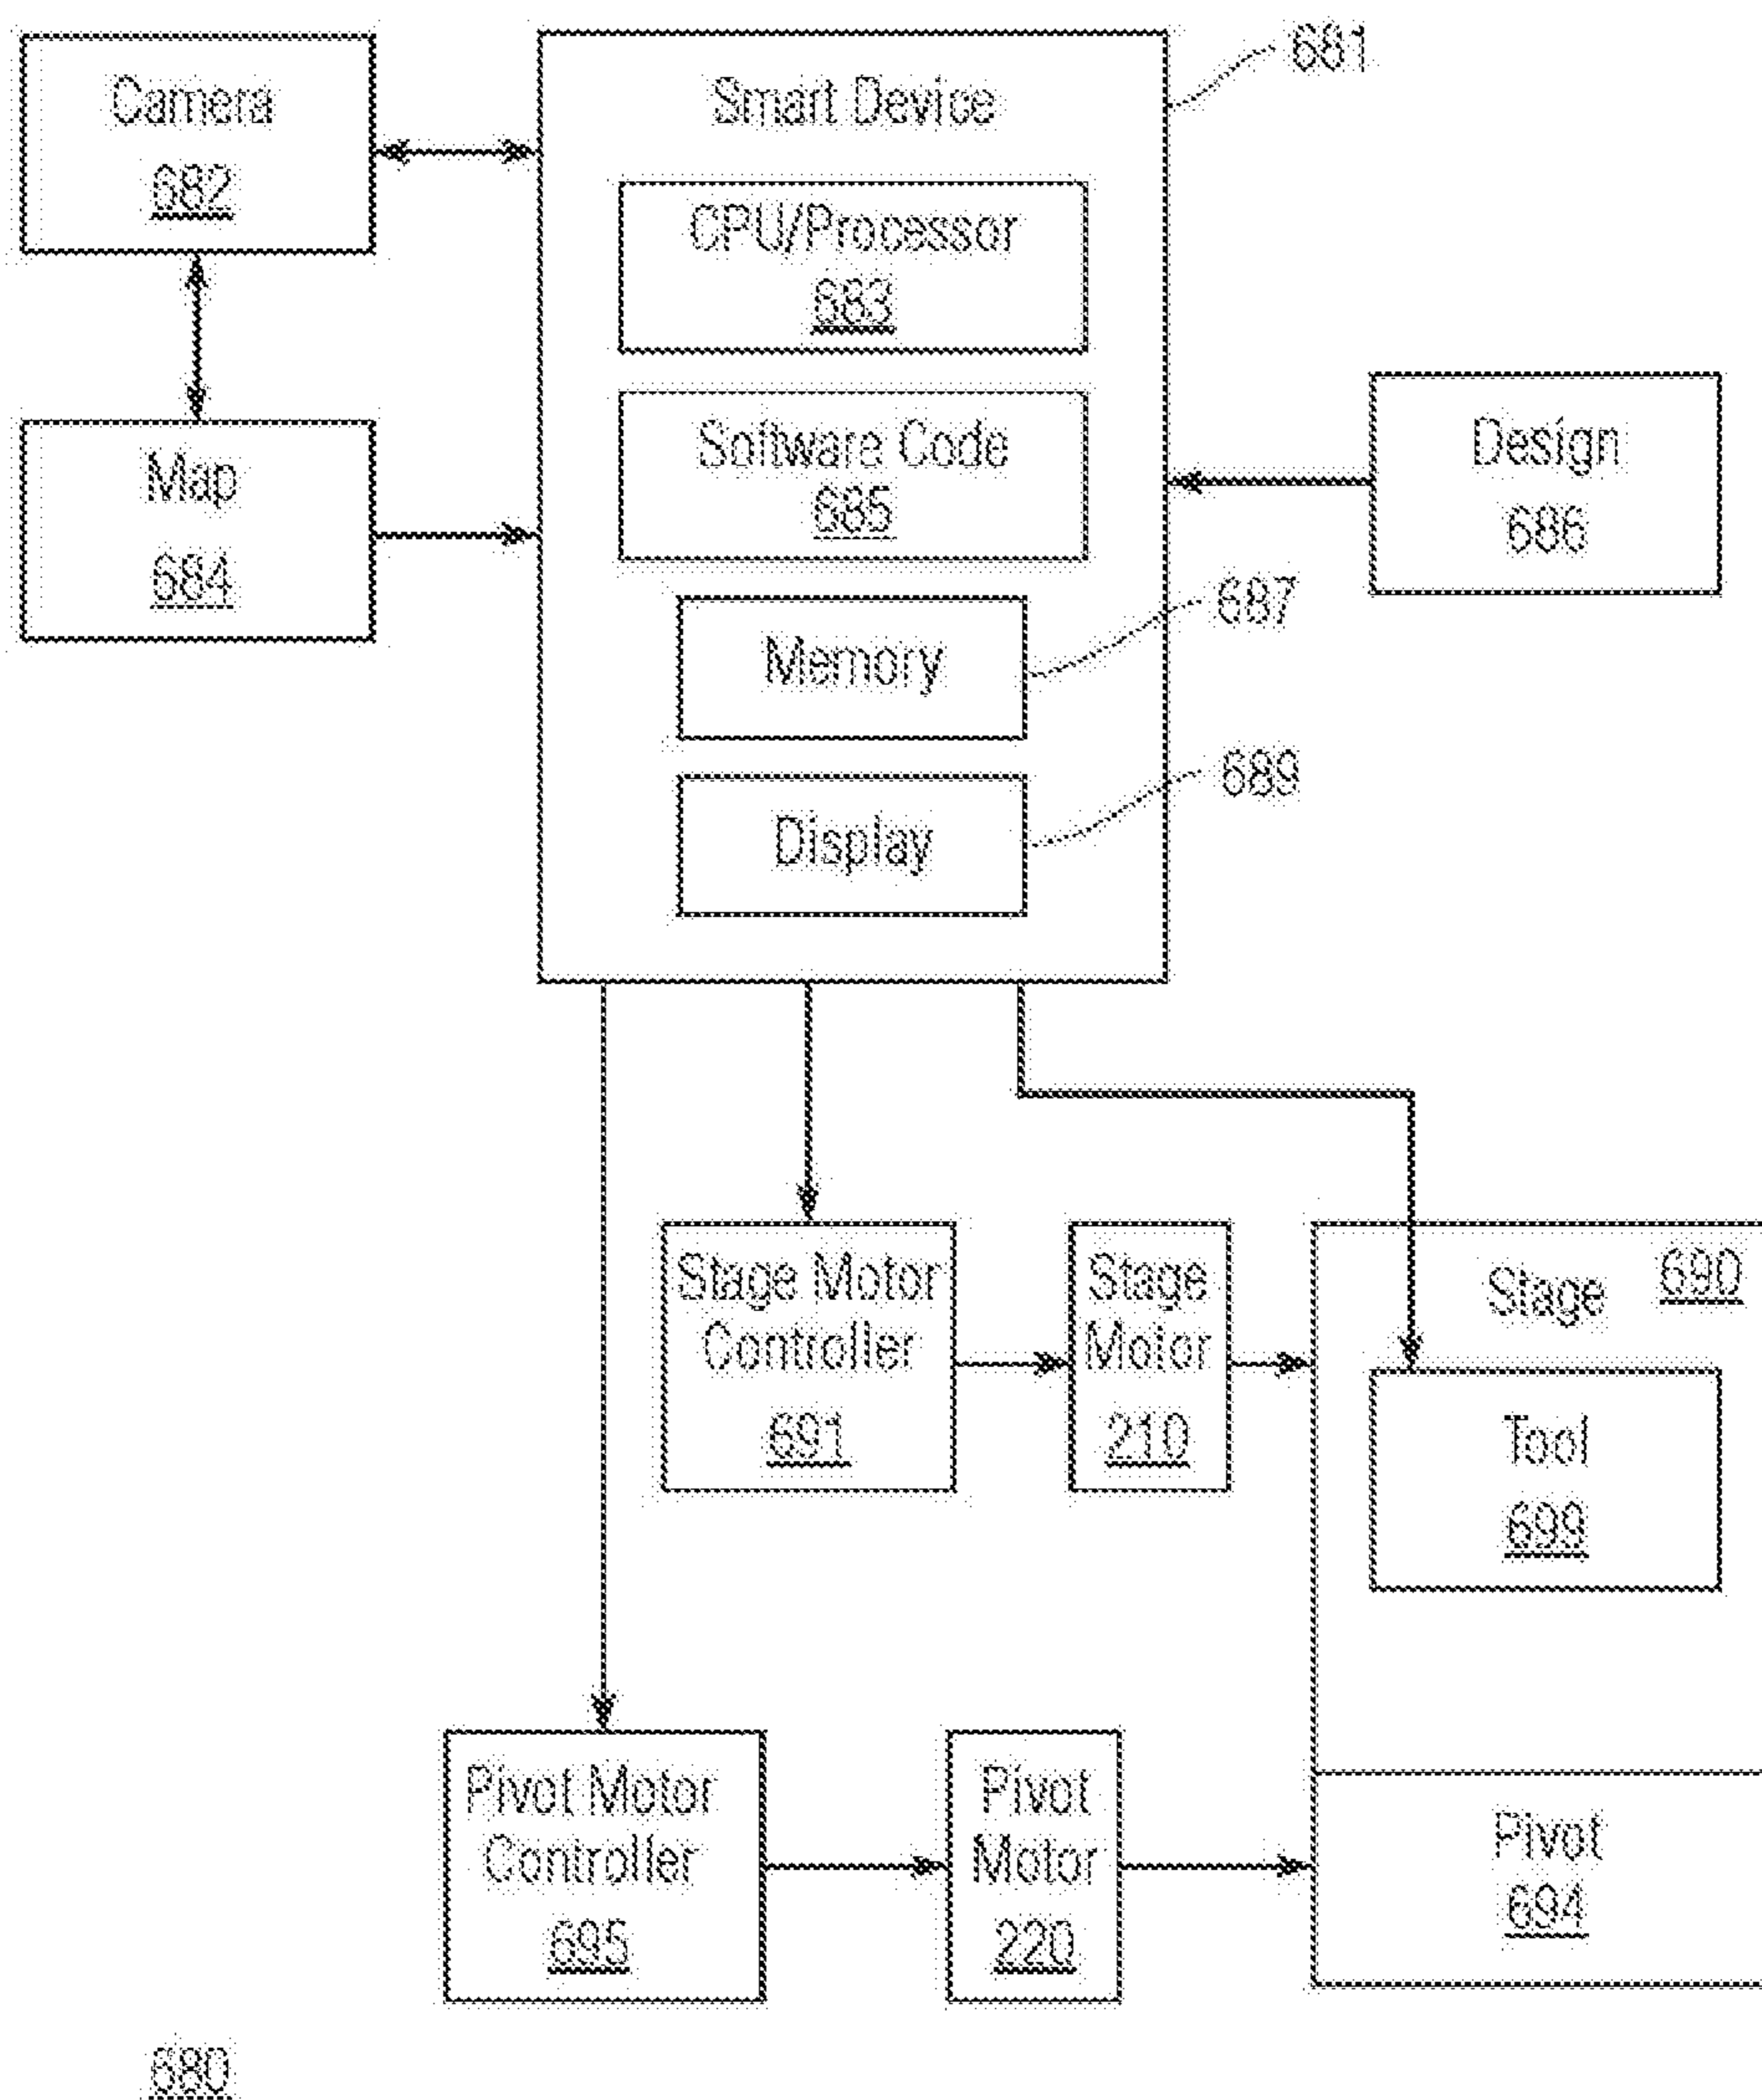 681
Camera
682
Smart Device
CPU/Processor
683
Map
684
Software Code
685
Design
686
687
Memory
689
Display
Stage Motor
Controller
691
Stage
Motor
210
Stage
690
Tool
699
Pivot Motor
Controller
695
Pivot
Motor
220
Pivot
694
680